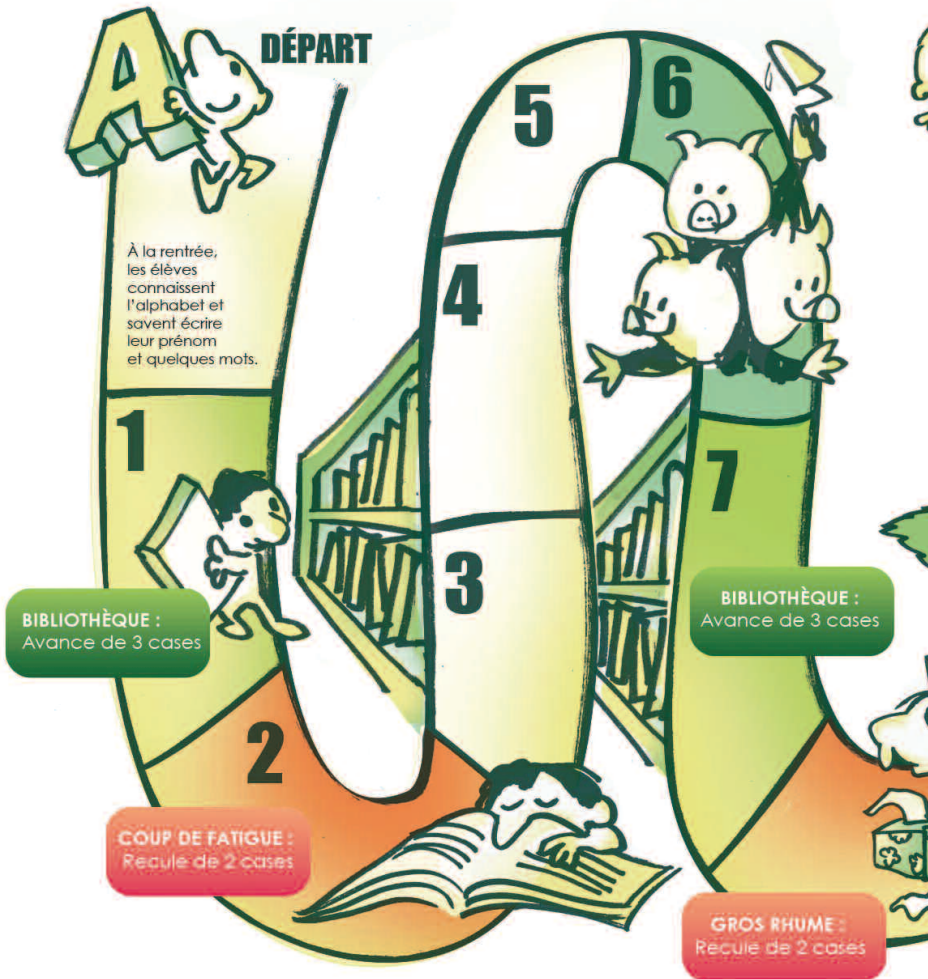 A
DÉPART
À la rentrée,
les élèves
connaissent
l'alphabet et
savent écrire
leur prénom
et quelques mots.
1
BIBLIOTHÈQUE :
Avance de 3 cases
2
COUP DE FATIGUE :
Recule de 2 cases
3
4
5
6
7
BIBLIOTHÈQUE :
Avance de 3 cases
GROS RHUME :
Recule de 2 cases